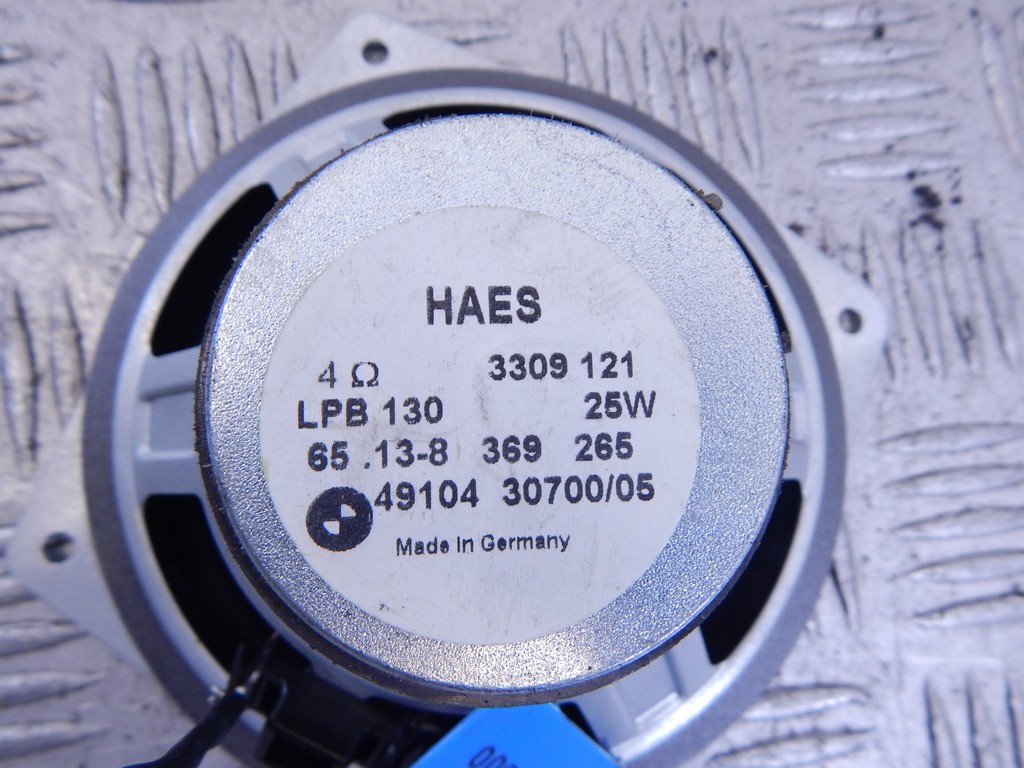 HAES
4 Ω 3309 121
LPB 130 25W
65 .13-8 369 265
49104 30700/05
Made In Germany